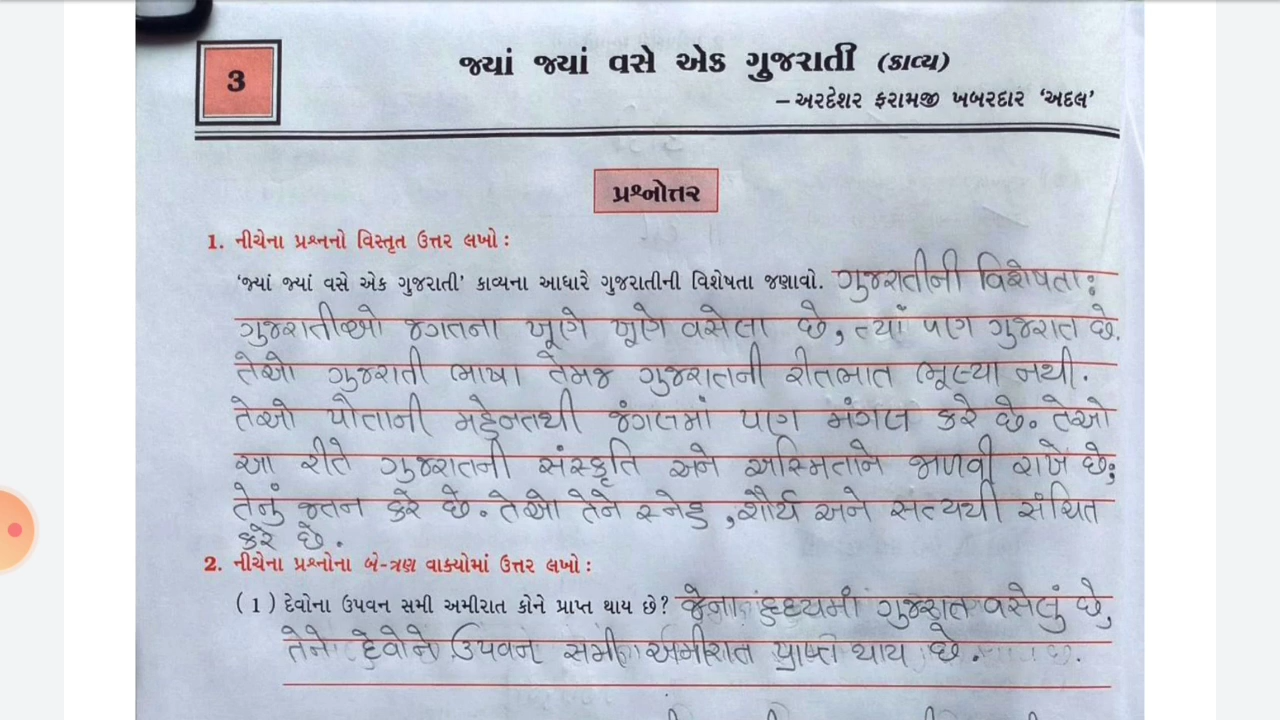 3
જ્યાં જ્યાં વસે એક ગુજરાતી (કાવ્ય)
– અરદેશર ફરામજી ખબરદાર ‘અદલ’
પ્રશ્નોત્તર
1. નીચેના પ્રશ્નનો વિસ્તૃત ઉત્તર લખો :
‘જ્યાં જ્યાં વસે એક ગુજરાતી’ કાવ્યના આધારે ગુજરાતીની વિશેષતા જણાવો. ગુજરાતીની વિશેષતા :
ગુજરાતીઓ જગતના ખૂણે ખૂણે વસેલા છે, ત્યાં પણ ગુજરાત છે.
તેઓ ગુજરાતી ભાષા તેમજ ગુજરાતની રીતભાત ભૂલ્યા નથી.
તેઓ પોતાની મહેનતથી જંગલમાં પણ મંગલ કરે છે. તેઓ
આ રીતે ગુજરાતની સંસ્કૃતિ અને અસ્મિતાને જાળવી રાખે છે;
તેનું જતન કરે છે. તેઓ તેને સ્નેહ, શૌર્ય અને સત્યથી સંચિત
કરે છે.
2. નીચેના પ્રશ્નોના બે-ત્રણ વાક્યોમાં ઉત્તર લખો :
(1) દેવોના ઉપવન સમી અમીરાત કોને પ્રાપ્ત થાય છે? જેના હૃદયમાં ગુજરાત વસેલું છે,
તેને દેવોને ઉપવન સમી અમીરાત પ્રાપ્ત થાય છે.